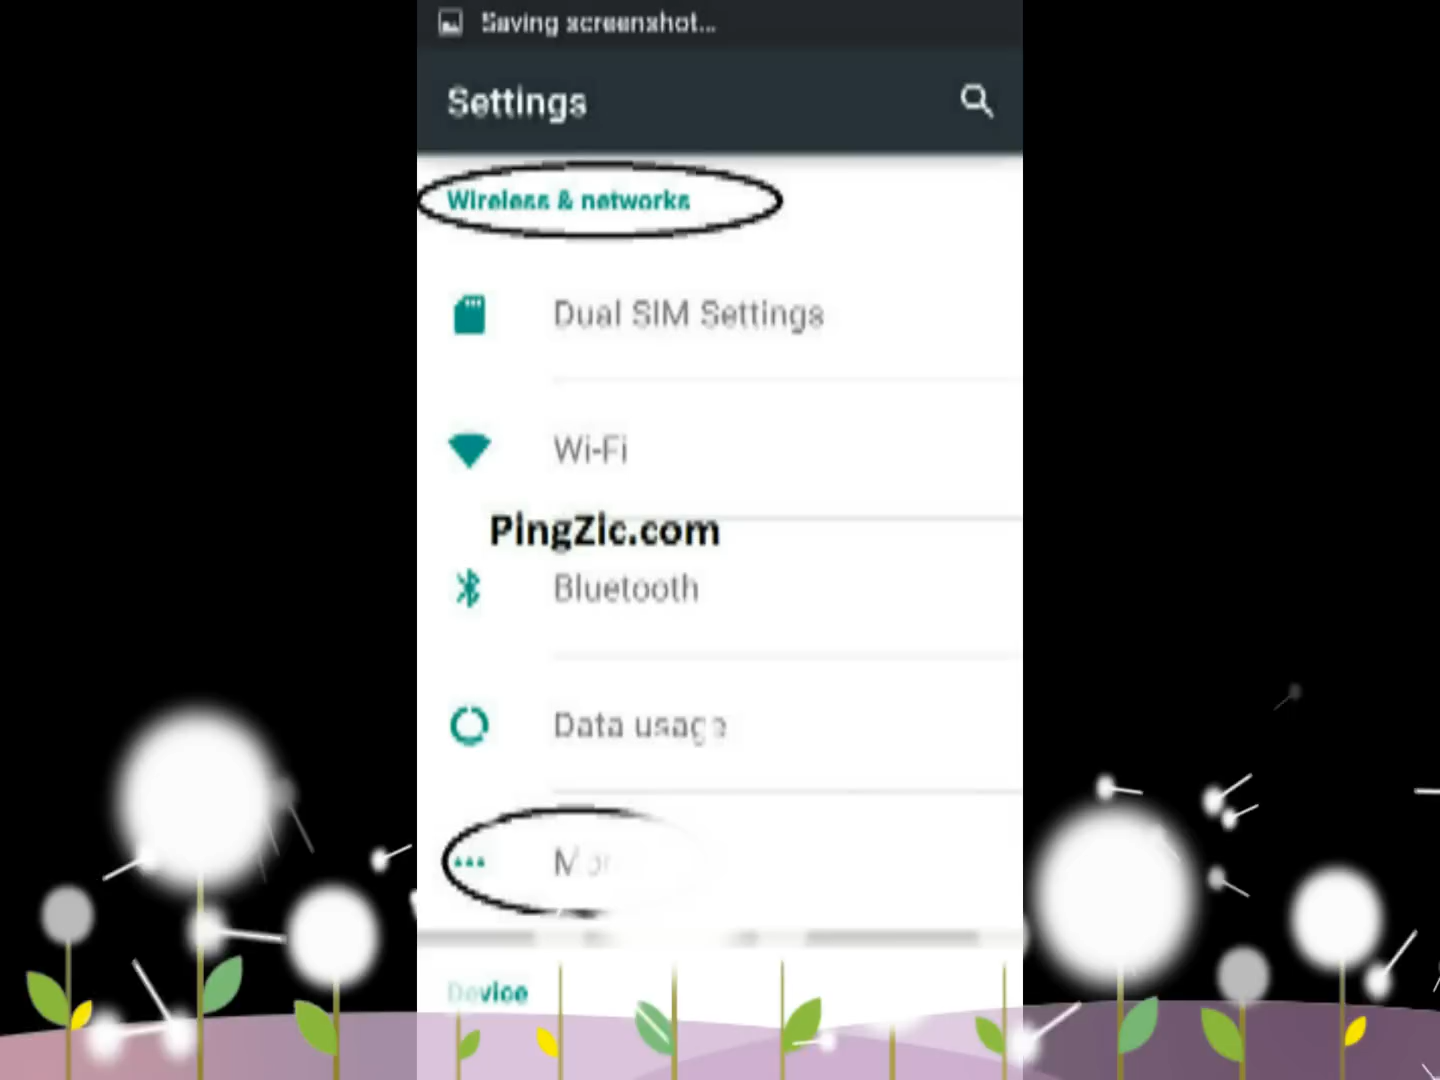 Saving screenshot...
Settings
Wireless & networks
Dual SIM Settings
Wi-Fi
PingZic.com
Bluetooth
Data usage
Device